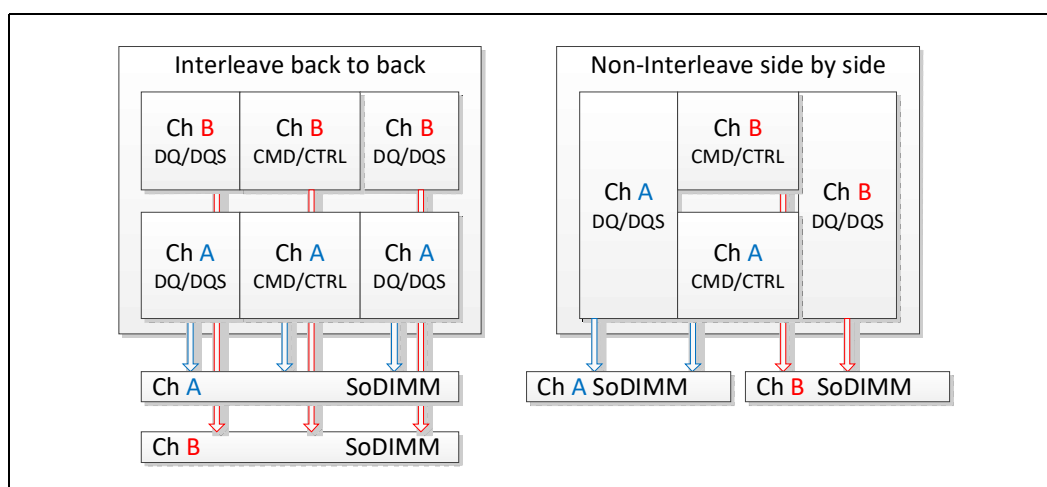 Interleave back to back
Ch B
DQ/DQS
Ch B
CMD/CTRL
Ch B
DQ/DQS
Ch A
DQ/DQS
Ch A
CMD/CTRL
Ch A
DQ/DQS
Ch A SoDIMM
Ch B SoDIMM
Non-Interleave side by side
Ch A
DQ/DQS
Ch B
CMD/CTRL
Ch A
CMD/CTRL
Ch B
DQ/DQS
Ch A SoDIMM
Ch B SoDIMM